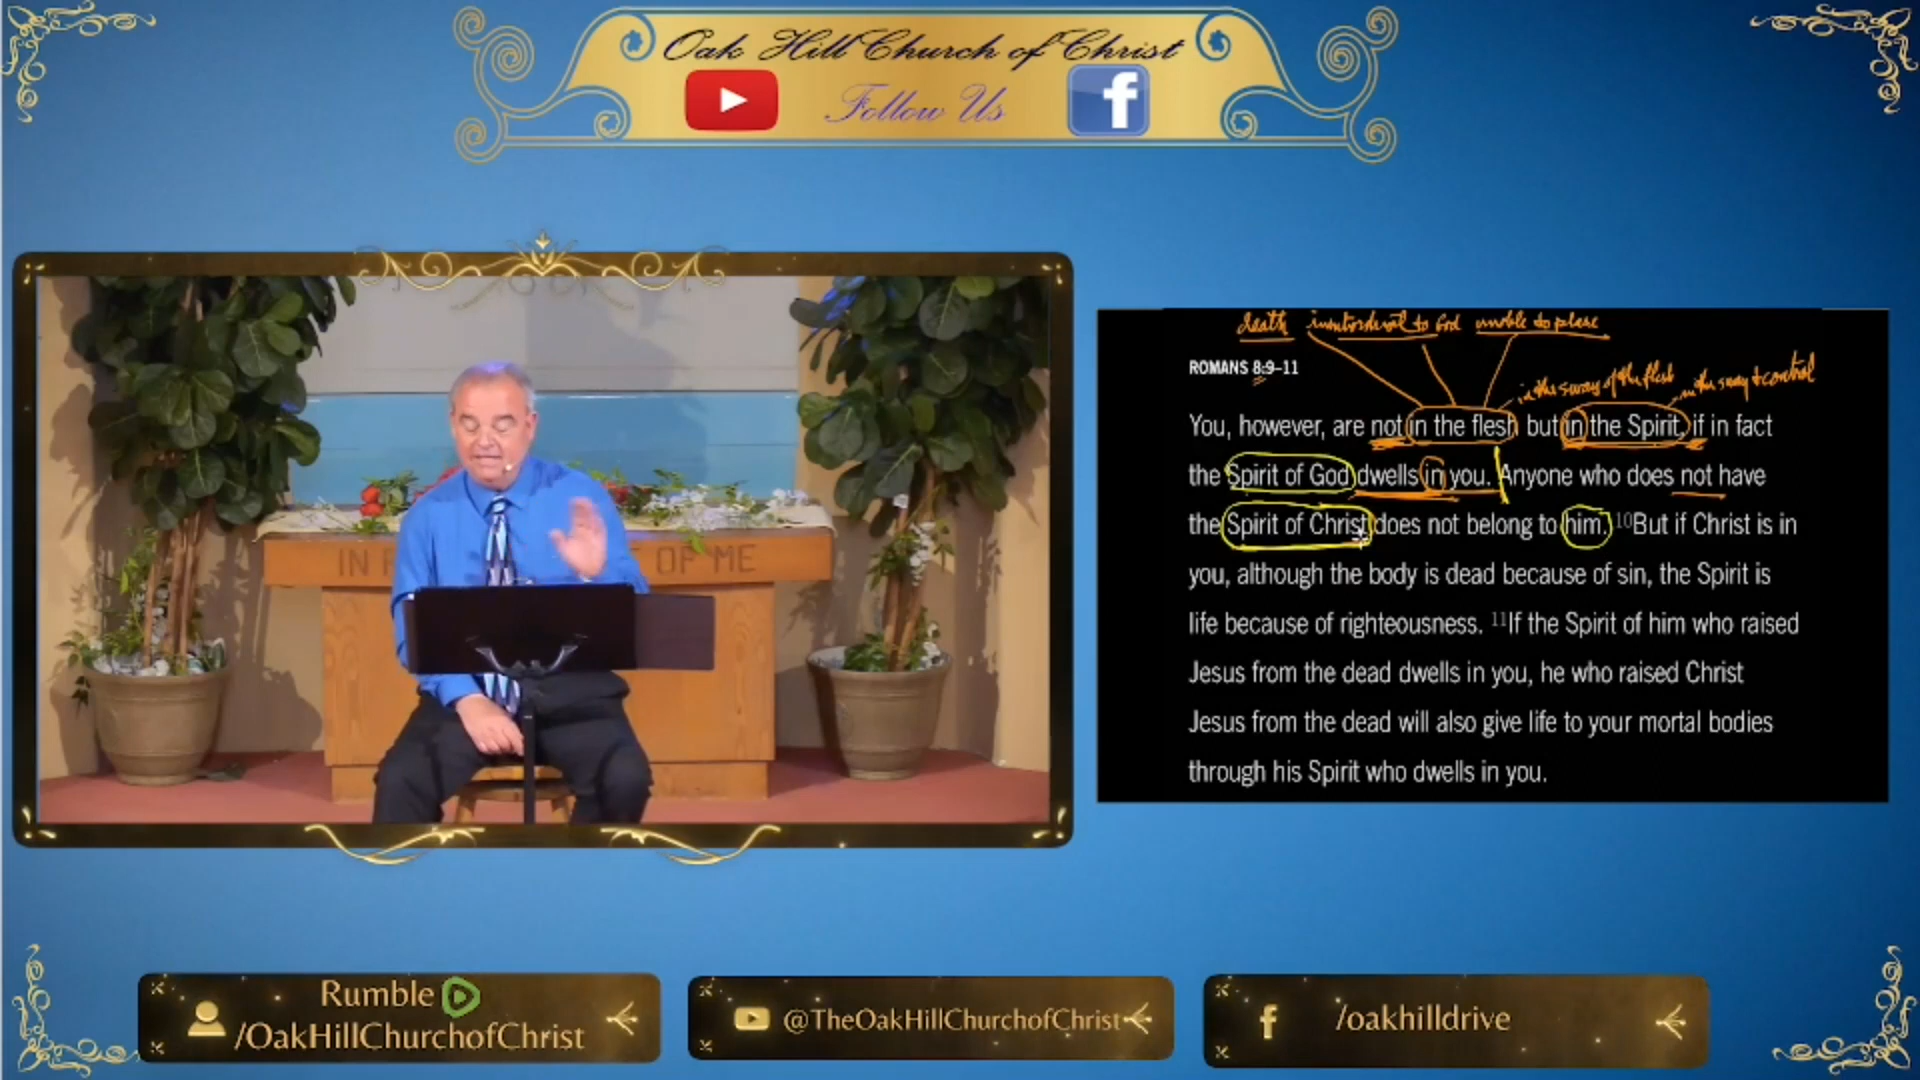 Oak Hill Church of Christ
Follow Us
IN R OF ME
death insubordinat to God unable to please
ROMANS 8:9–11
in the sway of the flesh in the sway & control
You, however, are not in the flesh but in the Spirit, if in fact
the Spirit of God dwells in you. Anyone who does not have
the Spirit of Christ does not belong to him. 10But if Christ is in
you, although the body is dead because of sin, the Spirit is
life because of righteousness. 11If the Spirit of him who raised
Jesus from the dead dwells in you, he who raised Christ
Jesus from the dead will also give life to your mortal bodies
through his Spirit who dwells in you.
Rumble
/OakHillChurchofChrist
@TheOakHillChurchofChrist
/oakhilldrive